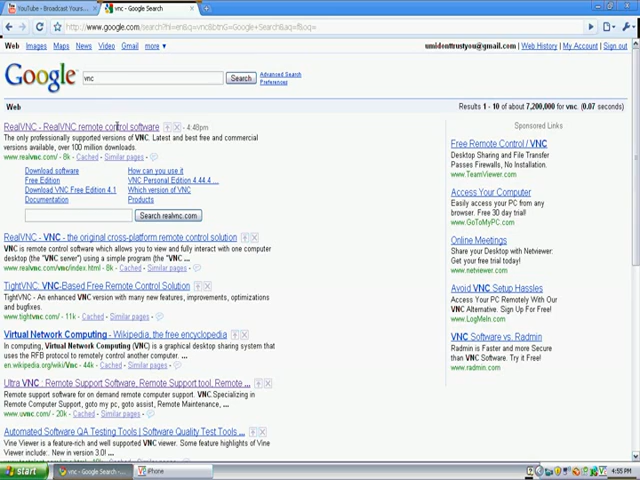 YouTube - Broadcast Yours...
vnc - Google Search
Web Images Maps News Video Gmail more ▼
umidonttrustyou@gmail.com | Web History | My Account | Sign out
Google
vnc
Search
Advanced Search
Preferences
Web
Results 1 - 10 of about 7,200,000 for vnc. (0.07 seconds)
RealVNC - RealVNC remote control software - 4:48pm
The only professionally supported versions of VNC. Latest and best free and commercial
versions available, over 100 million downloads.
www.realvnc.com/ - 8k - Cached - Similar pages -
Download software
How can you use it
Free Edition
VNC Personal Edition 4.44.4....
Download VNC Free Edition 4.1
Which version of VNC
Documentation
Products
Search realvnc.com
RealVNC - VNC - the original cross-platform remote control solution
VNC is remote control software which allows you to view and fully interact with one computer
desktop (the "VNC server") using a simple program (the "VNC ...
www.realvnc.com/vnc/index.html - 8k - Cached - Similar pages -
TightVNC: VNC-Based Free Remote Control Solution
TightVNC - An enhanced VNC version with many new features, improvements, optimizations
and bugfixes.
www.tightvnc.com/ - 11k - Cached - Similar pages -
Virtual Network Computing - Wikipedia, the free encyclopedia
In computing, Virtual Network Computing (VNC) is a graphical desktop sharing system that
uses the RFB protocol to remotely control another computer. ...
en.wikipedia.org/wiki/Vnc - 44k - Cached - Similar pages -
Ultra VNC : Remote Support Software, Remote Support tool, Remote ...
Remote support software for on demand remote computer support. VNC.Specializing in
Remote Computer Support, goto my pc, goto assist, Remote Maintenance, ...
www.uvnc.com/ - 20k - Cached - Similar pages -
Automated Software QA Testing Tools | Software Quality Test Tool ...
Vine Viewer is a feature-rich and well supported VNC viewer. Some feature highlights of Vine
Viewer include:. New in version 3.01. ...
Sponsored Links
Free Remote Control / VNC
Desktop Sharing and File Transfer
Passes Firewalls, No Installation.
www.TeamViewer.com
Access Your Computer
Easily access your PC from any
browser. Free 30 day trial!
www.GoToMyPC.com
Online Meetings
Share your Desktop with Netviewer:
Get your free trial today!
www.netviewer.com
Avoid VNC Setup Hassles
Access Your PC Remotely With Our
VNC Alternative. Sign Up For Free!
www.LogMeIn.com
VNC Software vs. Radmin
Radmin is Faster and more Secure
than VNC Software. Try it Free!
www.radmin.com
start
vnc - Google Search -...
iPhone
4:55 PM